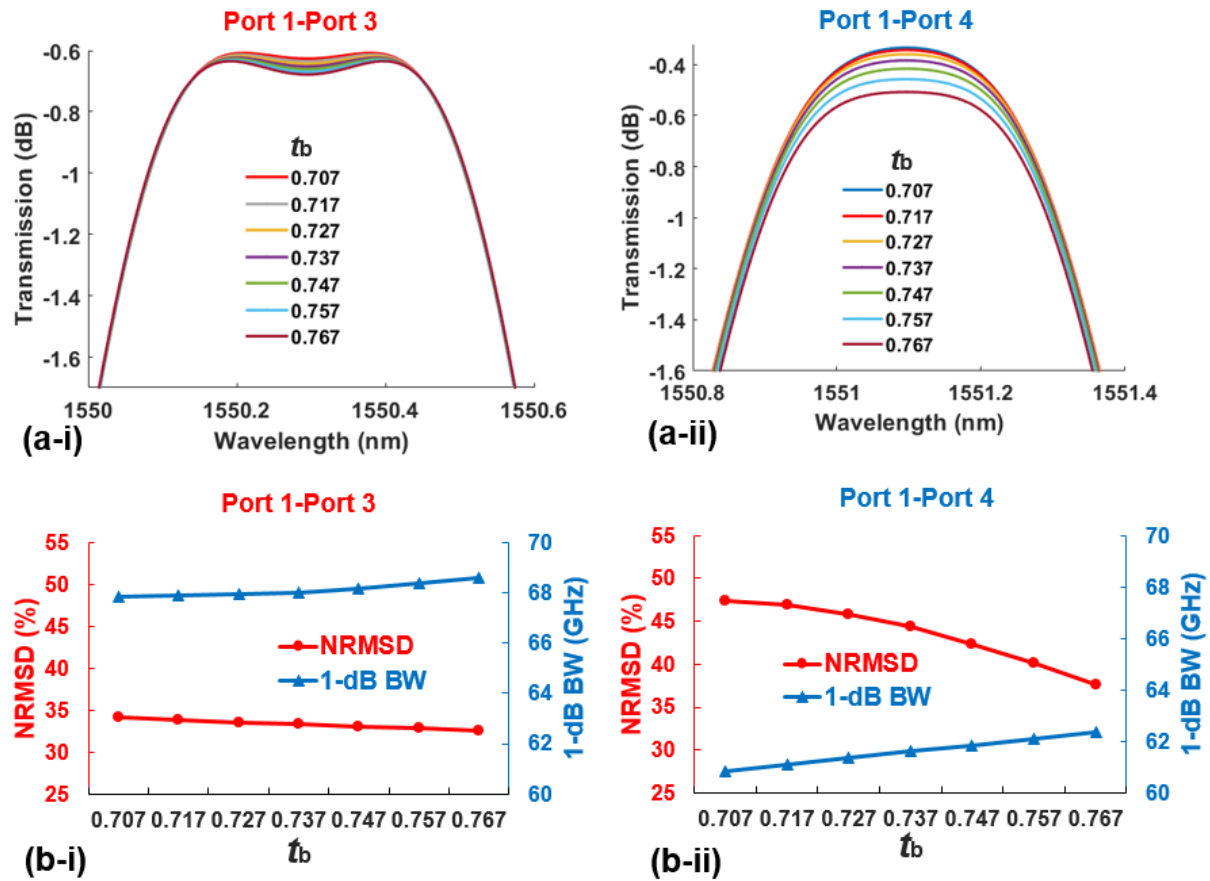 Port 1-Port 3
-0.6
-0.8
-1
-1.2
-1.4
-1.6
Transmission (dB)
tb
0.707
0.717
0.727
0.737
0.747
0.757
0.767
1550
1550.2
1550.4
1550.6
Wavelength (nm)
(a-i)
Port 1-Port 4
-0.4
-0.6
-0.8
-1
-1.2
-1.4
-1.6
Transmission (dB)
tb
0.707
0.717
0.727
0.737
0.747
0.757
0.767
1550.8
1551
1551.2
1551.4
Wavelength (nm)
(a-ii)
Port 1-Port 3
55
50
45
40
35
30
25
NRMSD (%)
NRMSD
1-dB BW
70
68
66
64
62
60
1-dB BW (GHz)
0.707 0.717 0.727 0.737 0.747 0.757 0.767
tb
(b-i)
Port 1-Port 4
55
50
45
40
35
30
25
NRMSD (%)
NRMSD
1-dB BW
70
68
66
64
62
60
1-dB BW (GHz)
0.707 0.717 0.727 0.737 0.747 0.757 0.767
tb
(b-ii)